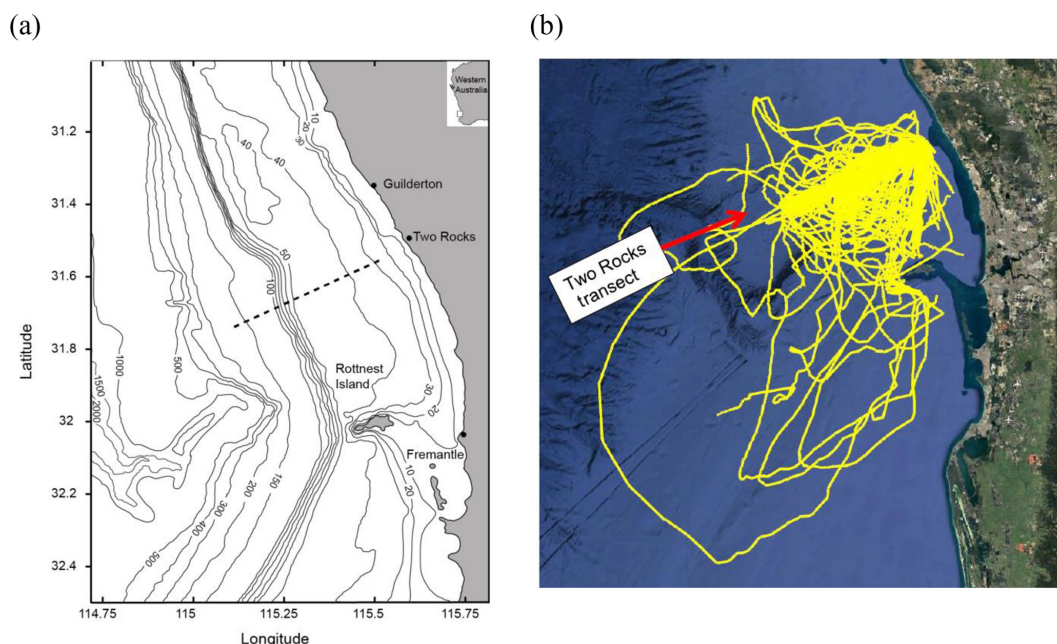 (a)
(b)
Western
Australia
10
20
30
40
40
31.2
Guilderton
31.4
Two Rocks
50
100
31.6
Two Rocks
transect
31.8
Latitude
1000
1500
2000
500
Rottnest
Island
30
20
32
Fremantle
10
20
32.2
150
200
300
400
500
32.4
114.75
115
115.25
115.5
115.75
Longitude